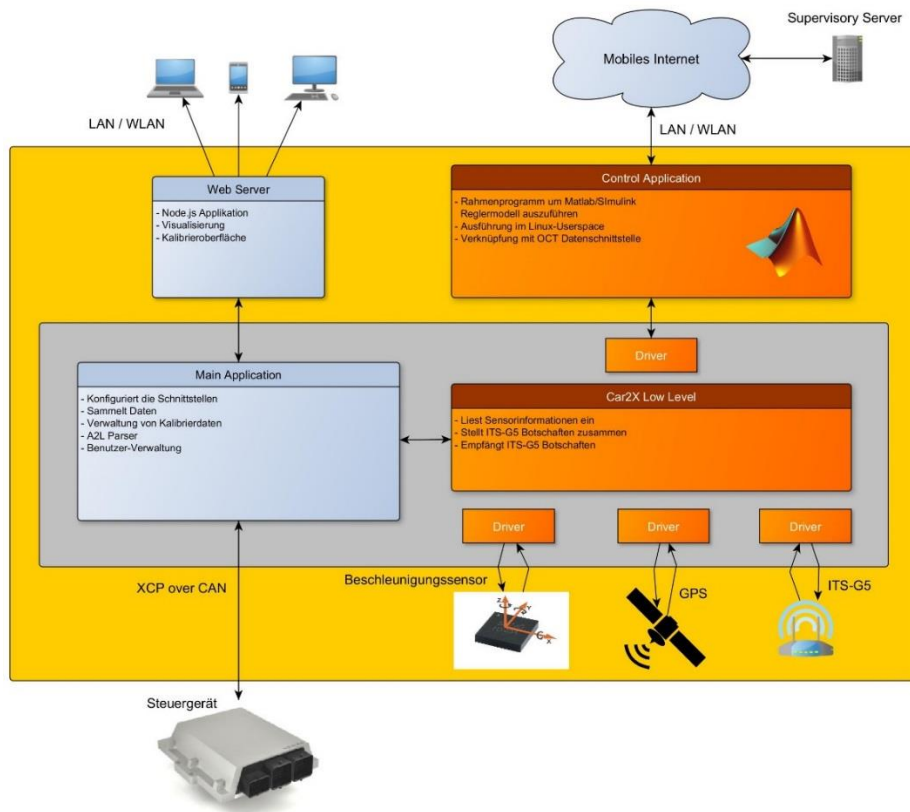 Supervisory Server
Mobiles Internet
LAN / WLAN
LAN / WLAN
Web Server
- Node.js Applikation
- Visualisierung
- Kalibrieroberfläche
Control Application
- Rahmenprogramm um Matlab/SImulink
Reglermodell auszuführen
- Ausführung im Linux-Userspace
- Verknüpfung mit OCT Datenschnittstelle
Driver
Main Application
- Konfiguriert die Schnittstellen
- Sammelt Daten
- Verwaltung von Kalibrierdaten
- A2L Parser
- Benutzer-Verwaltung
Car2X Low Level
- Liest Sensorinformationen ein
- Stellt ITS-G5 Botschaften zusammen
- Empfängt ITS-G5 Botschaften
Driver
Driver
Driver
XCP over CAN
Beschleunigungssensor
GPS
ITS-G5
Z
Y
X
Steuergerät